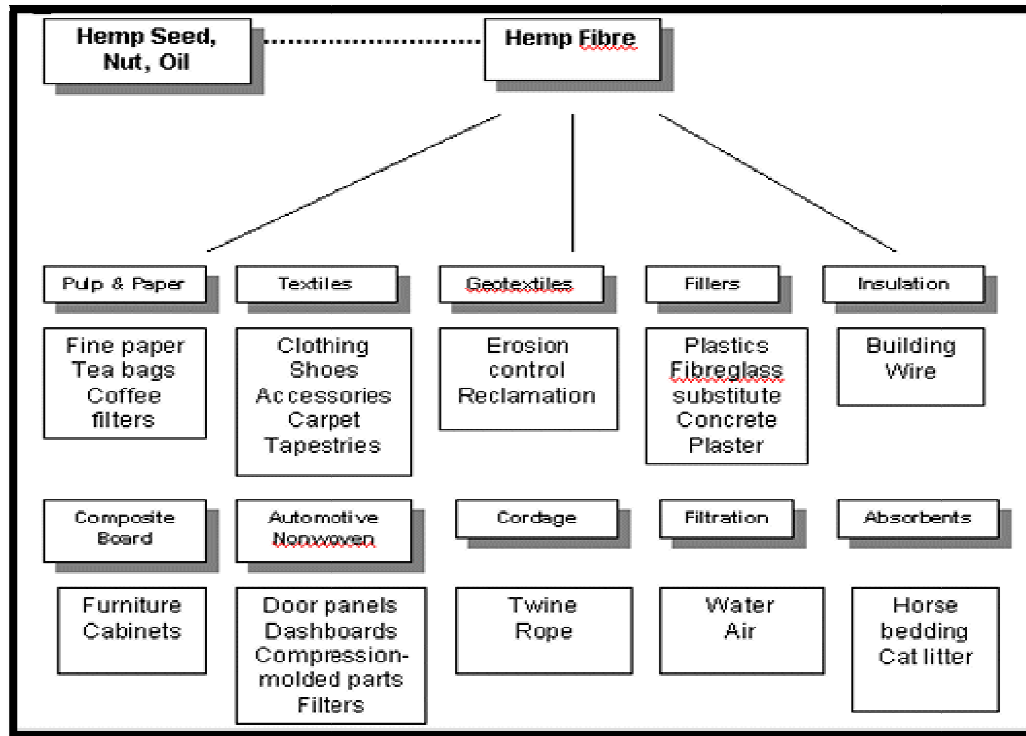 Hemp Seed,
Nut, Oil
Hemp Fibre
Pulp & Paper
Textiles
Geotextiles
Fillers
Insulation
Fine paper
Tea bags
Coffee
filters
Clothing
Shoes
Accessories
Carpet
Tapestries
Erosion
control
Reclamation
Plastics
Fibreglass
substitute
Concrete
Plaster
Building
Wire
Composite
Board
Automotive
Nonwoven
Cordage
Filtration
Absorbents
Furniture
Cabinets
Door panels
Dashboards
Compression-
molded parts
Filters
Twine
Rope
Water
Air
Horse
bedding
Cat litter